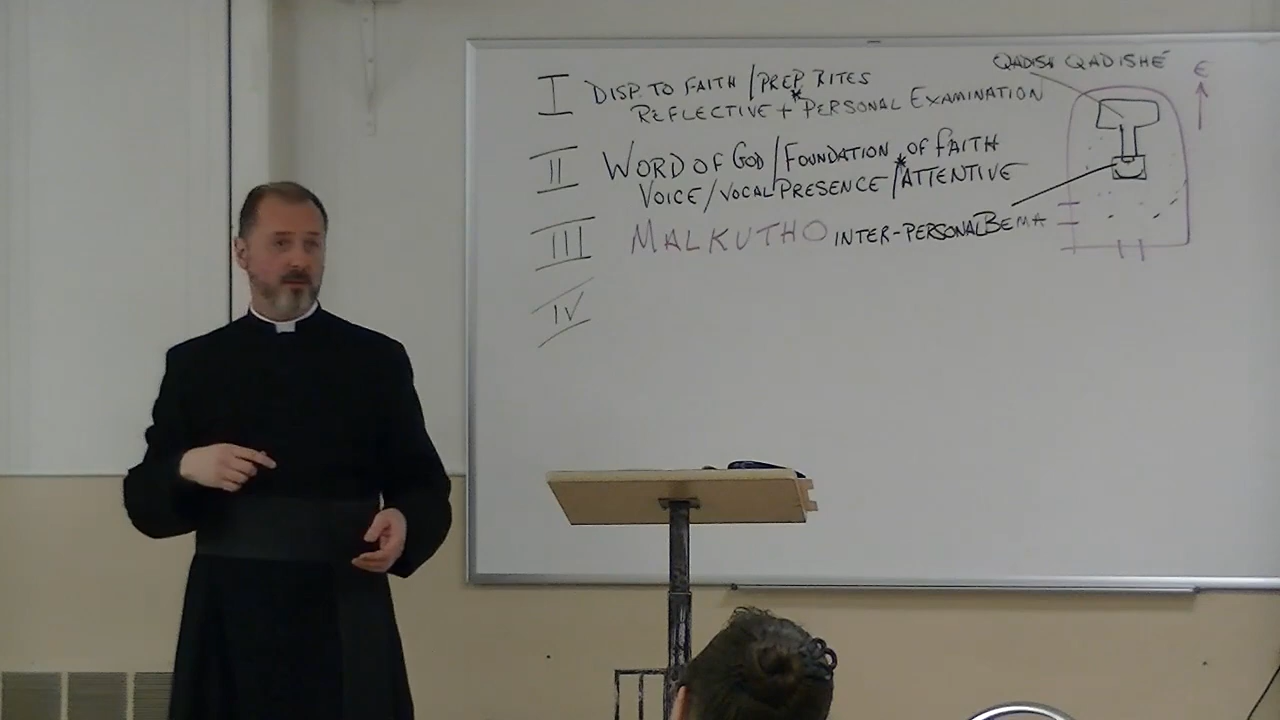 I DISP. TO FAITH / PREP RITES
REFLECTIVE + * PERSONAL EXAMINATION
II WORD OF GOD / FOUNDATION OF FAITH
VOICE / VOCAL PRESENCE / * ATTENTIVE
III MALKUTHO INTER-PERSONAL BEMA
IV
QADISH QADISHÉ
E